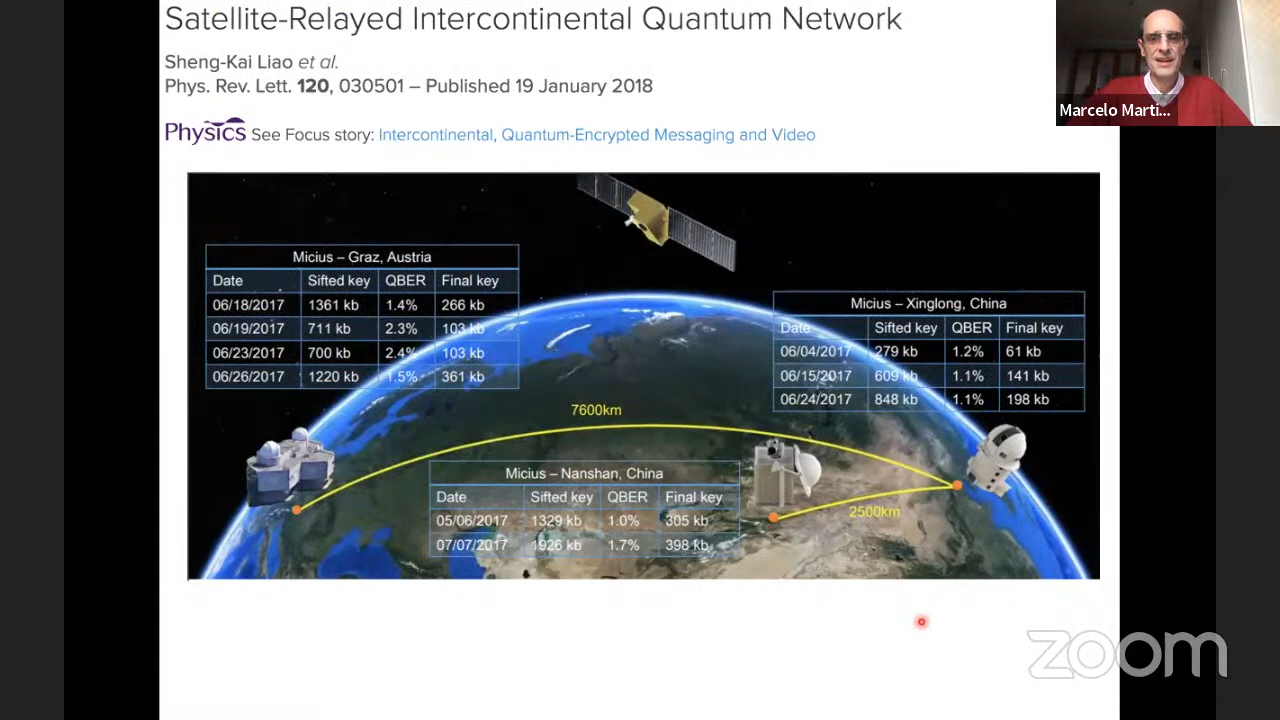 Satellite-Relayed Intercontinental Quantum Network
Sheng-Kai Liao et al.
Phys. Rev. Lett. 120, 030501 – Published 19 January 2018
Physics See Focus story: Intercontinental, Quantum-Encrypted Messaging and Video
Marcelo Marti...
Micius – Graz, Austria
Date Sifted key QBER Final key
06/18/2017 1361 kb 1.4% 266 kb
06/19/2017 711 kb 2.3% 103 kb
06/23/2017 700 kb 2.4% 103 kb
06/26/2017 1220 kb 1.5% 361 kb
Micius – Xinglong, China
Date Sifted key QBER Final key
06/04/2017 279 kb 1.2% 61 kb
06/15/2017 609 kb 1.1% 141 kb
06/24/2017 848 kb 1.1% 198 kb
7600km
Micius – Nanshan, China
Date Sifted key QBER Final key
05/06/2017 1329 kb 1.0% 305 kb
07/07/2017 1926 kb 1.7% 398 kb
2500km
zoom